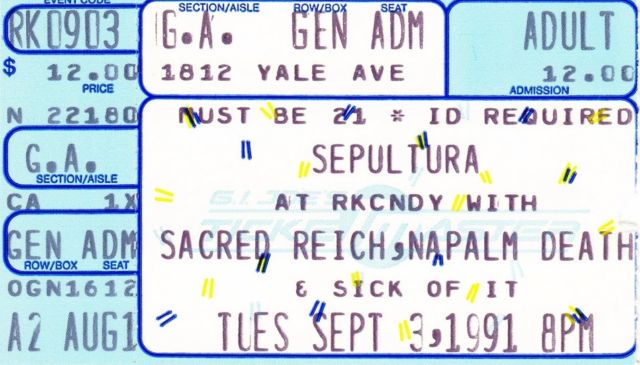 EVENT CODE SECTION/AISLE ROW/BOX SEAT
RK0903 G.A. GEN ADM ADULT
$ 12.00 1812 YALE AVE 12.00
PRICE ADMISSION
N 22180 MUST BE 21 * ID REQUIRED
G.A. SEPULTURA
SECTION/AISLE
CA 1X AT RKCNDY WITH
TICKETMASTER
GEN ADM SACRED REICH,NAPALM DEATH
ROW/BOX SEAT
OGN1612 & SICK OF IT
A2 AUG1 TUES SEPT 3,1991 8PM